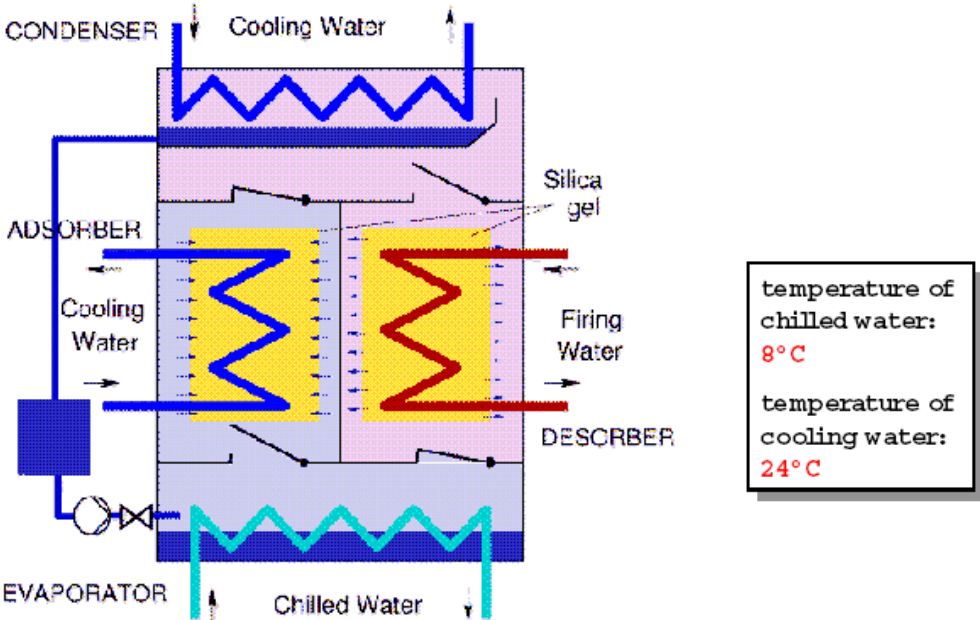 CONDENSER
Cooling Water
Silica
gel
ADSORBER
Cooling
Water
Firing
Water
DESORBER
EVAPORATOR
Chilled Water
temperature of
chilled water:
8°C
temperature of
cooling water:
24°C